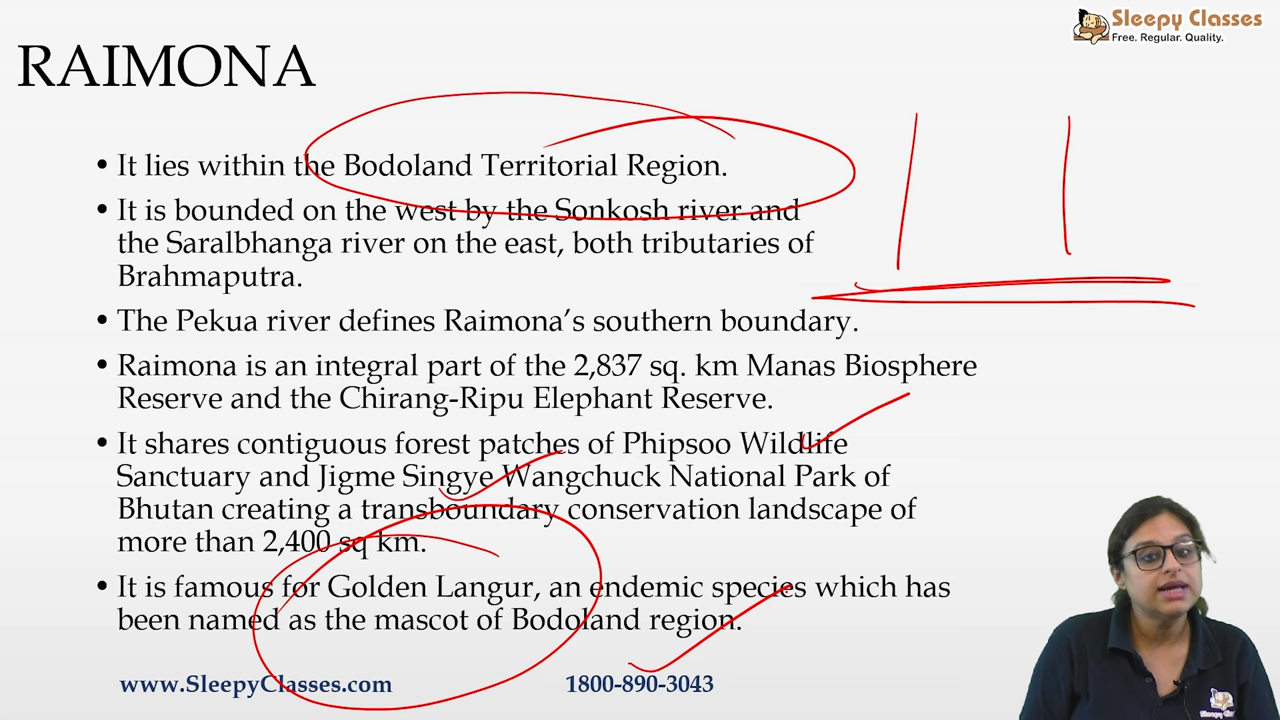 Sleepy Classes
Free. Regular. Quality.
RAIMONA
• It lies within the Bodoland Territorial Region.
• It is bounded on the west by the Sonkosh river and
the Saralbhanga river on the east, both tributaries of
Brahmaputra.
• The Pekua river defines Raimona’s southern boundary.
• Raimona is an integral part of the 2,837 sq. km Manas Biosphere
Reserve and the Chirang-Ripu Elephant Reserve.
• It shares contiguous forest patches of Phipsoo Wildlife
Sanctuary and Jigme Singye Wangchuck National Park of
Bhutan creating a transboundary conservation landscape of
more than 2,400 sq km.
• It is famous for Golden Langur, an endemic species which has
been named as the mascot of Bodoland region.
www.SleepyClasses.com 1800-890-3043